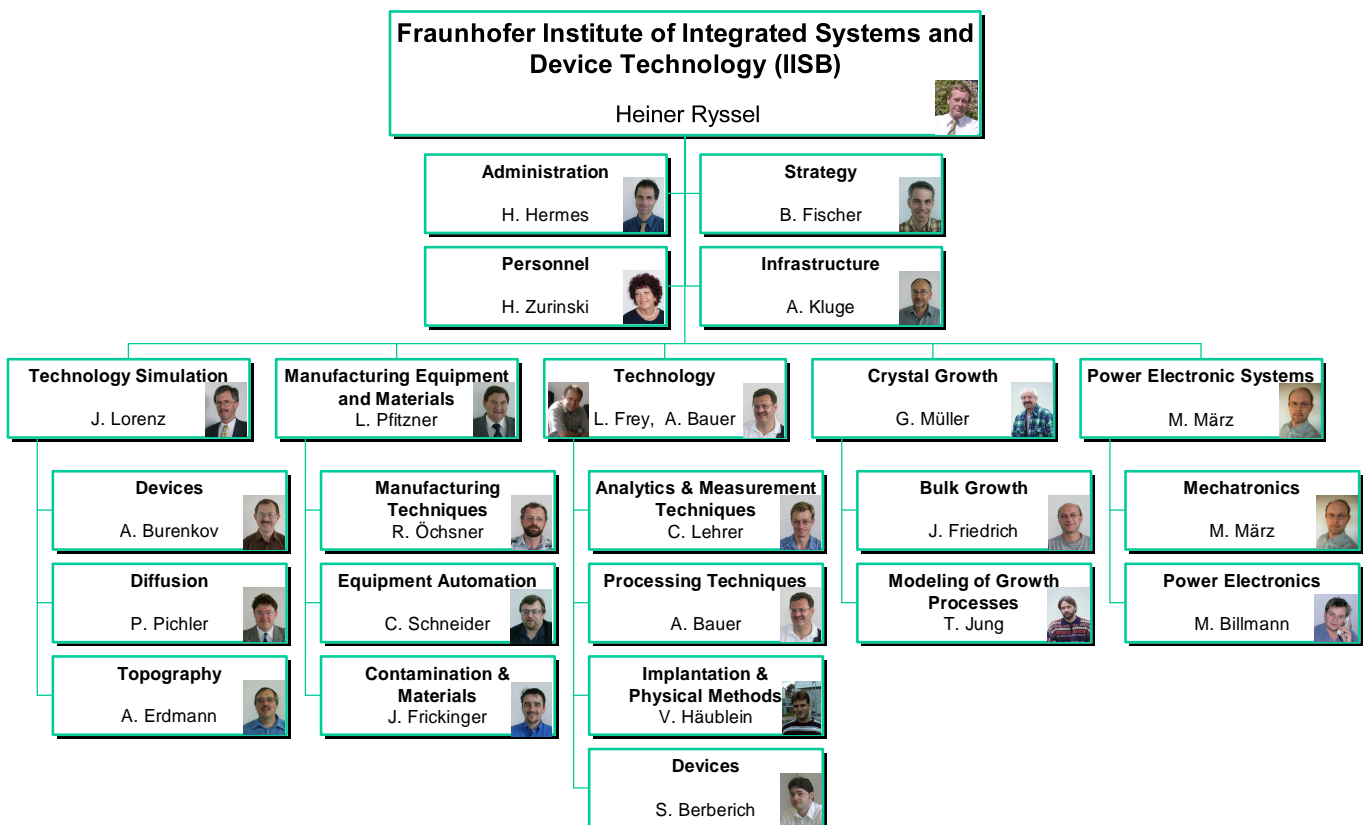 Fraunhofer Institute of Integrated Systems and
Device Technology (IISB)
Heiner Ryssel
Administration
H. Hermes
Strategy
B. Fischer
Personnel
H. Zurinski
Infrastructure
A. Kluge
Technology Simulation
J. Lorenz
Manufacturing Equipment
and Materials
L. Pfitzner
Technology
L. Frey, A. Bauer
Crystal Growth
G. Müller
Power Electronic Systems
M. März
Devices
A. Burenkov
Diffusion
P. Pichler
Topography
A. Erdmann
Manufacturing
Techniques
R. Öchsner
Equipment Automation
C. Schneider
Contamination &
Materials
J. Frickinger
Analytics & Measurement
Techniques
C. Lehrer
Processing Techniques
A. Bauer
Implantation &
Physical Methods
V. Häublein
Devices
S. Berberich
Bulk Growth
J. Friedrich
Modeling of Growth
Processes
T. Jung
Mechatronics
M. März
Power Electronics
M. Billmann